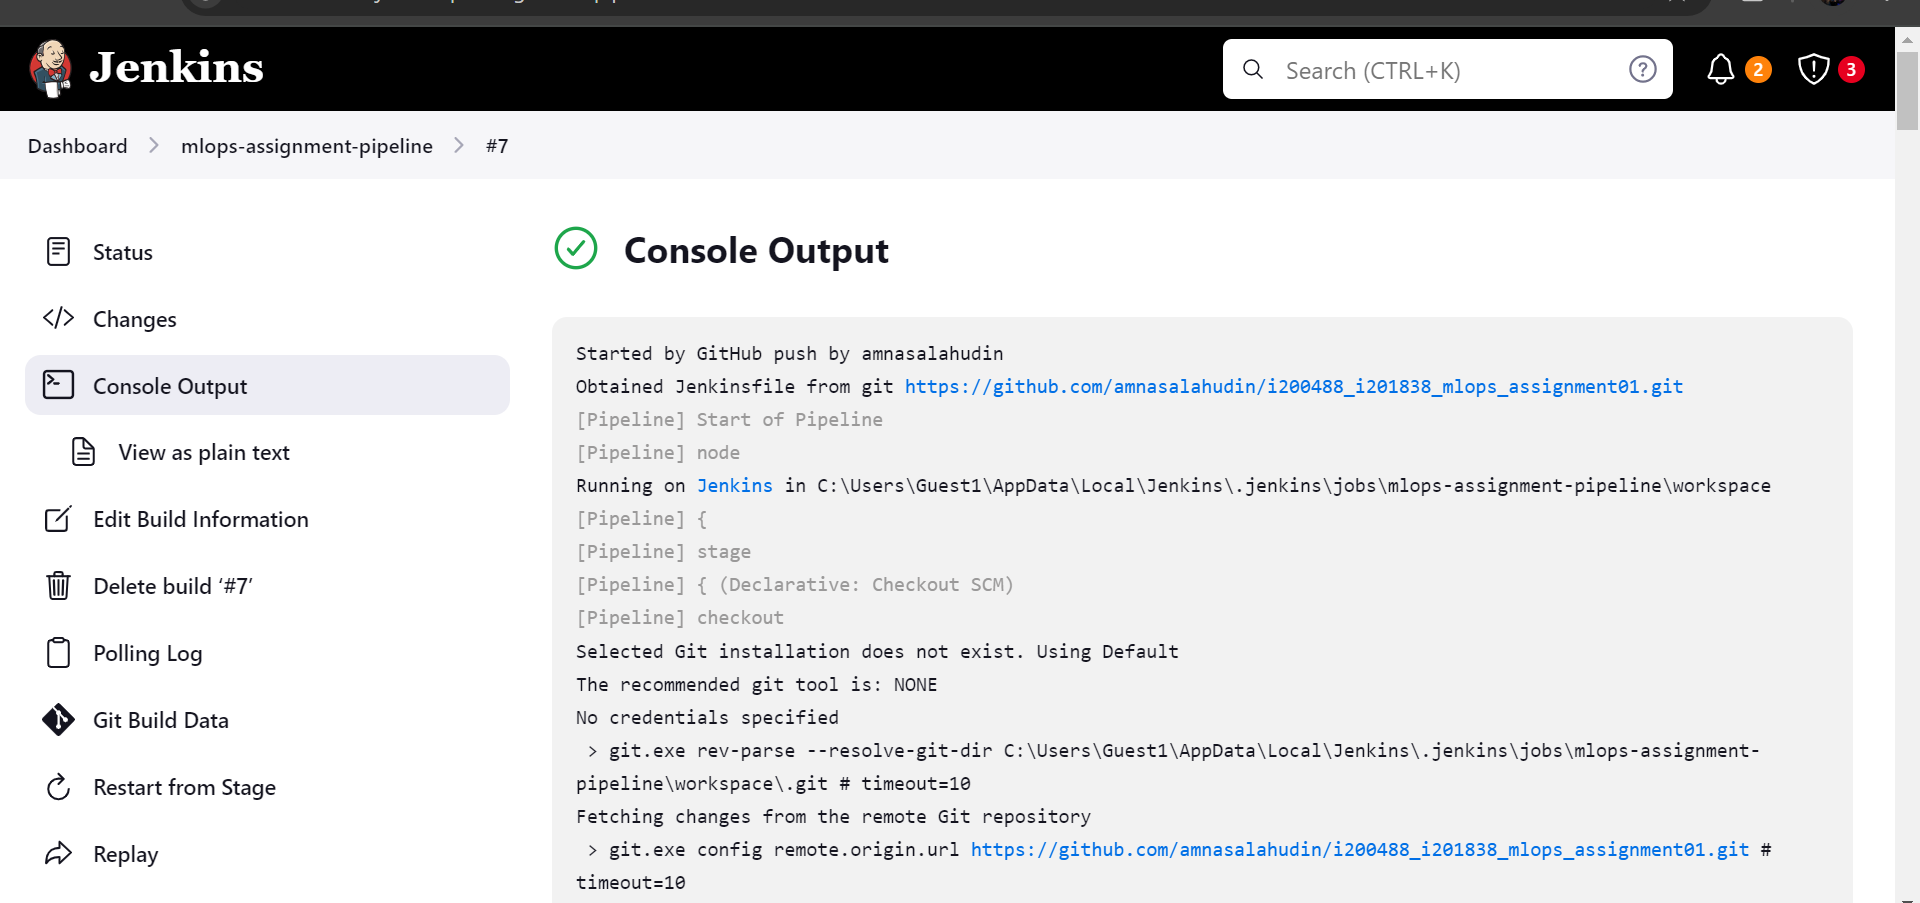 Jenkins
Search (CTRL+K)
?
2
3
Dashboard
mlops-assignment-pipeline
#7
Status
Changes
Console Output
View as plain text
Edit Build Information
Delete build ‘#7’
Polling Log
Git Build Data
Restart from Stage
Replay
Console Output
Started by GitHub push by amnasalahudin
Obtained Jenkinsfile from git https://github.com/amnasalahudin/i200488_i201838_mlops_assignment01.git
[Pipeline] Start of Pipeline
[Pipeline] node
Running on Jenkins in C:\Users\Guest1\AppData\Local\Jenkins\.jenkins\jobs\mlops-assignment-pipeline\workspace
[Pipeline] {
[Pipeline] stage
[Pipeline] { (Declarative: Checkout SCM)
[Pipeline] checkout
Selected Git installation does not exist. Using Default
The recommended git tool is: NONE
No credentials specified
 > git.exe rev-parse --resolve-git-dir C:\Users\Guest1\AppData\Local\Jenkins\.jenkins\jobs\mlops-assignment-
pipeline\workspace\.git # timeout=10
Fetching changes from the remote Git repository
 > git.exe config remote.origin.url https://github.com/amnasalahudin/i200488_i201838_mlops_assignment01.git #
timeout=10